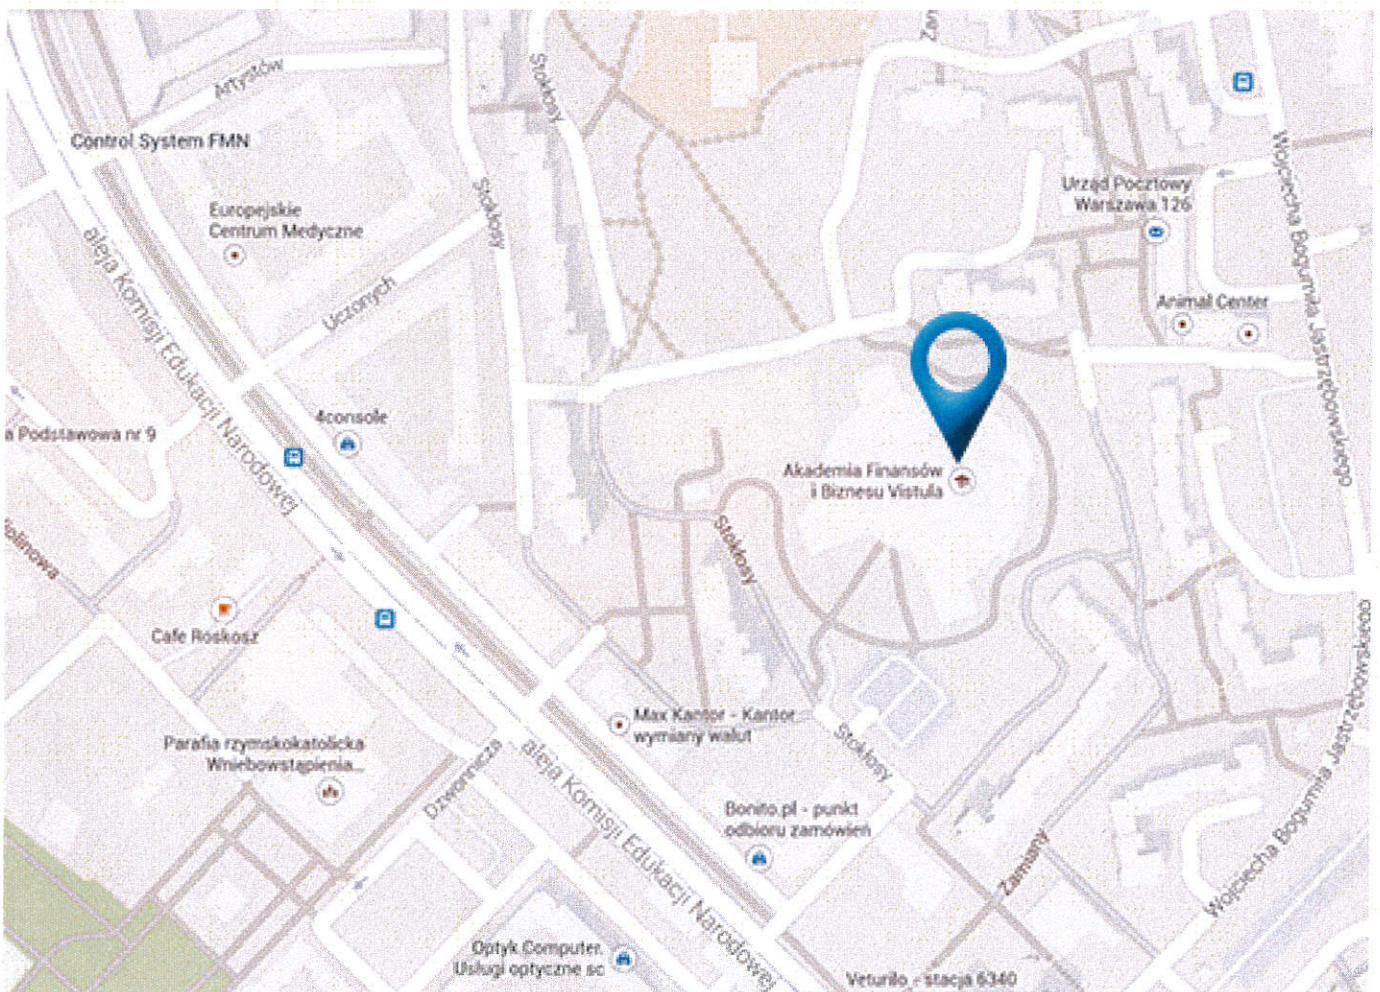 Artystów
Stokłosy
Control System FMN
Wojciecha Bogumiła Jastrzębowskiego
Stokłosy
Urząd Pocztowy
Warszawa 126
Europejskie
Centrum Medyczne
aleja Komisji Edukacji Narodowej
Uczonych
Animal Center
4console
a Podstawowa nr 9
Akademia Finansów
i Biznesu Vistula
Stokłosy
Cafe Roskosz
Max Kantor - Kantor
wymiany walut
Parafia rzymskokatolicka
Wniebowstąpienia...
Dzwonnicza
aleja Komisji Edukacji Narodowej
Stokłosy
Wojciecha Bogumiła Jastrzębowskiego
Bonito.pl - punkt
odbioru zamówień
Zamiany
Optyk Computer.
Usługi optyczne sc
Veturilo - stacja 6340